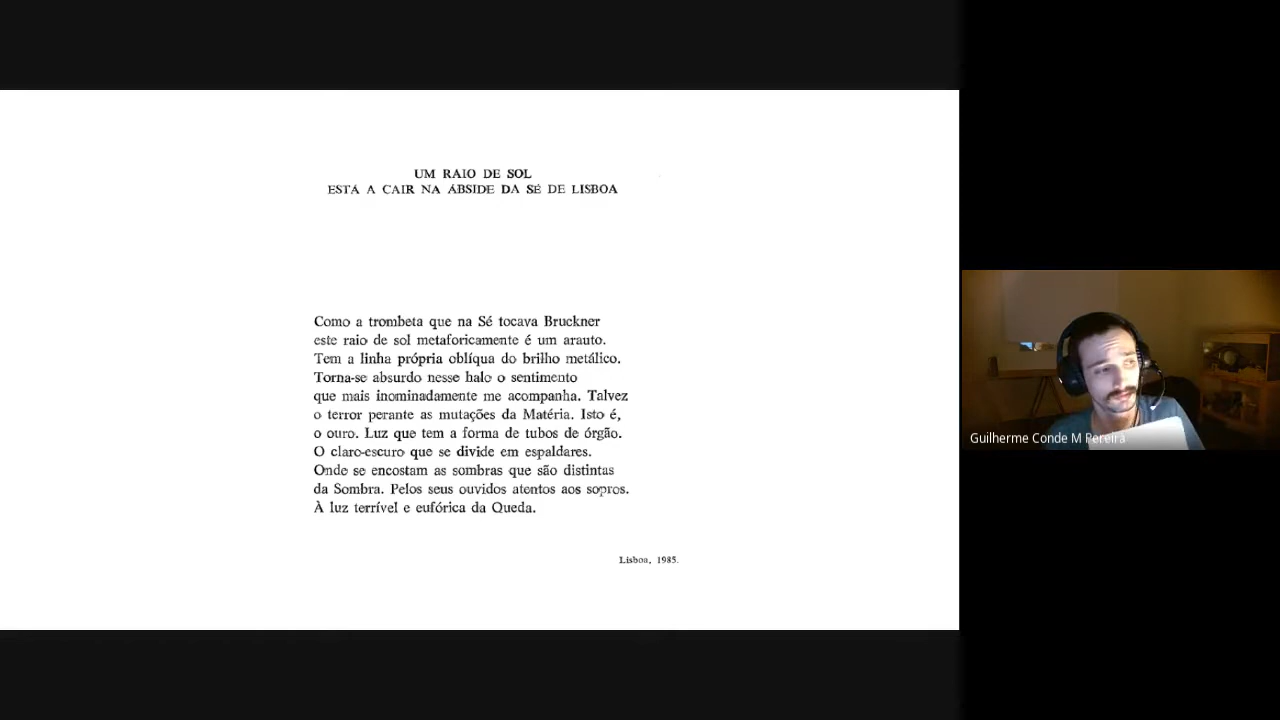 UM RAIO DE SOL
ESTÁ A CAIR NA ÁBSIDE DA SÉ DE LISBOA
Como a trombeta que na Sé tocava Bruckner
este raio de sol metaforicamente é um arauto.
Tem a linha própria oblíqua do brilho metálico.
Torna-se absurdo nesse halo o sentimento
que mais inominadamente me acompanha. Talvez
o terror perante as mutações da Matéria. Isto é,
o ouro. Luz que tem a forma de tubos de órgão.
O claro-escuro que se divide em espaldares.
Onde se encostam as sombras que são distintas
da Sombra. Pelos seus ouvidos atentos aos sopros.
À luz terrível e eufórica da Queda.
Lisboa, 1985.
Guilherme Conde M Pereira